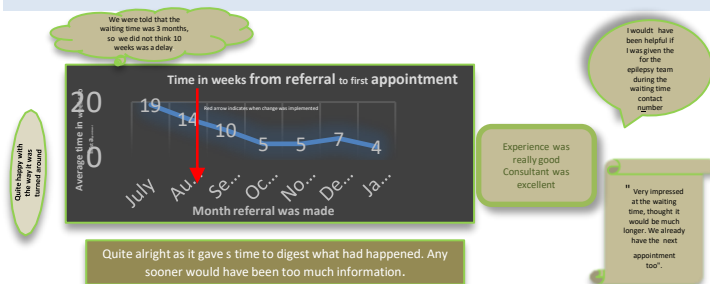 We were told that the
waiting time was 3 months,
so we did not think 10
weeks was a delay
I wouldt have
been helpful if
I was given the
for the
epilepsy team
during the
waiting time
contact
number
Time in weeks from referral to first appointment
Average time in
20
0
Red arrow indicates when change was implemented
19
14
10
5
5
7
4
July
Au...
Se...
Oc...
No...
De...
Ja...
Month referral was made
Quite happy with
the way it was
turned around
Experience was
really good
Consultant was
excellent
" Very impressed
at the waiting
time, thought it
would be much
longer. We already
have the next
appointment
too".
Quite alright as it gave s time to digest what had happened. Any
sooner would have been too much information.